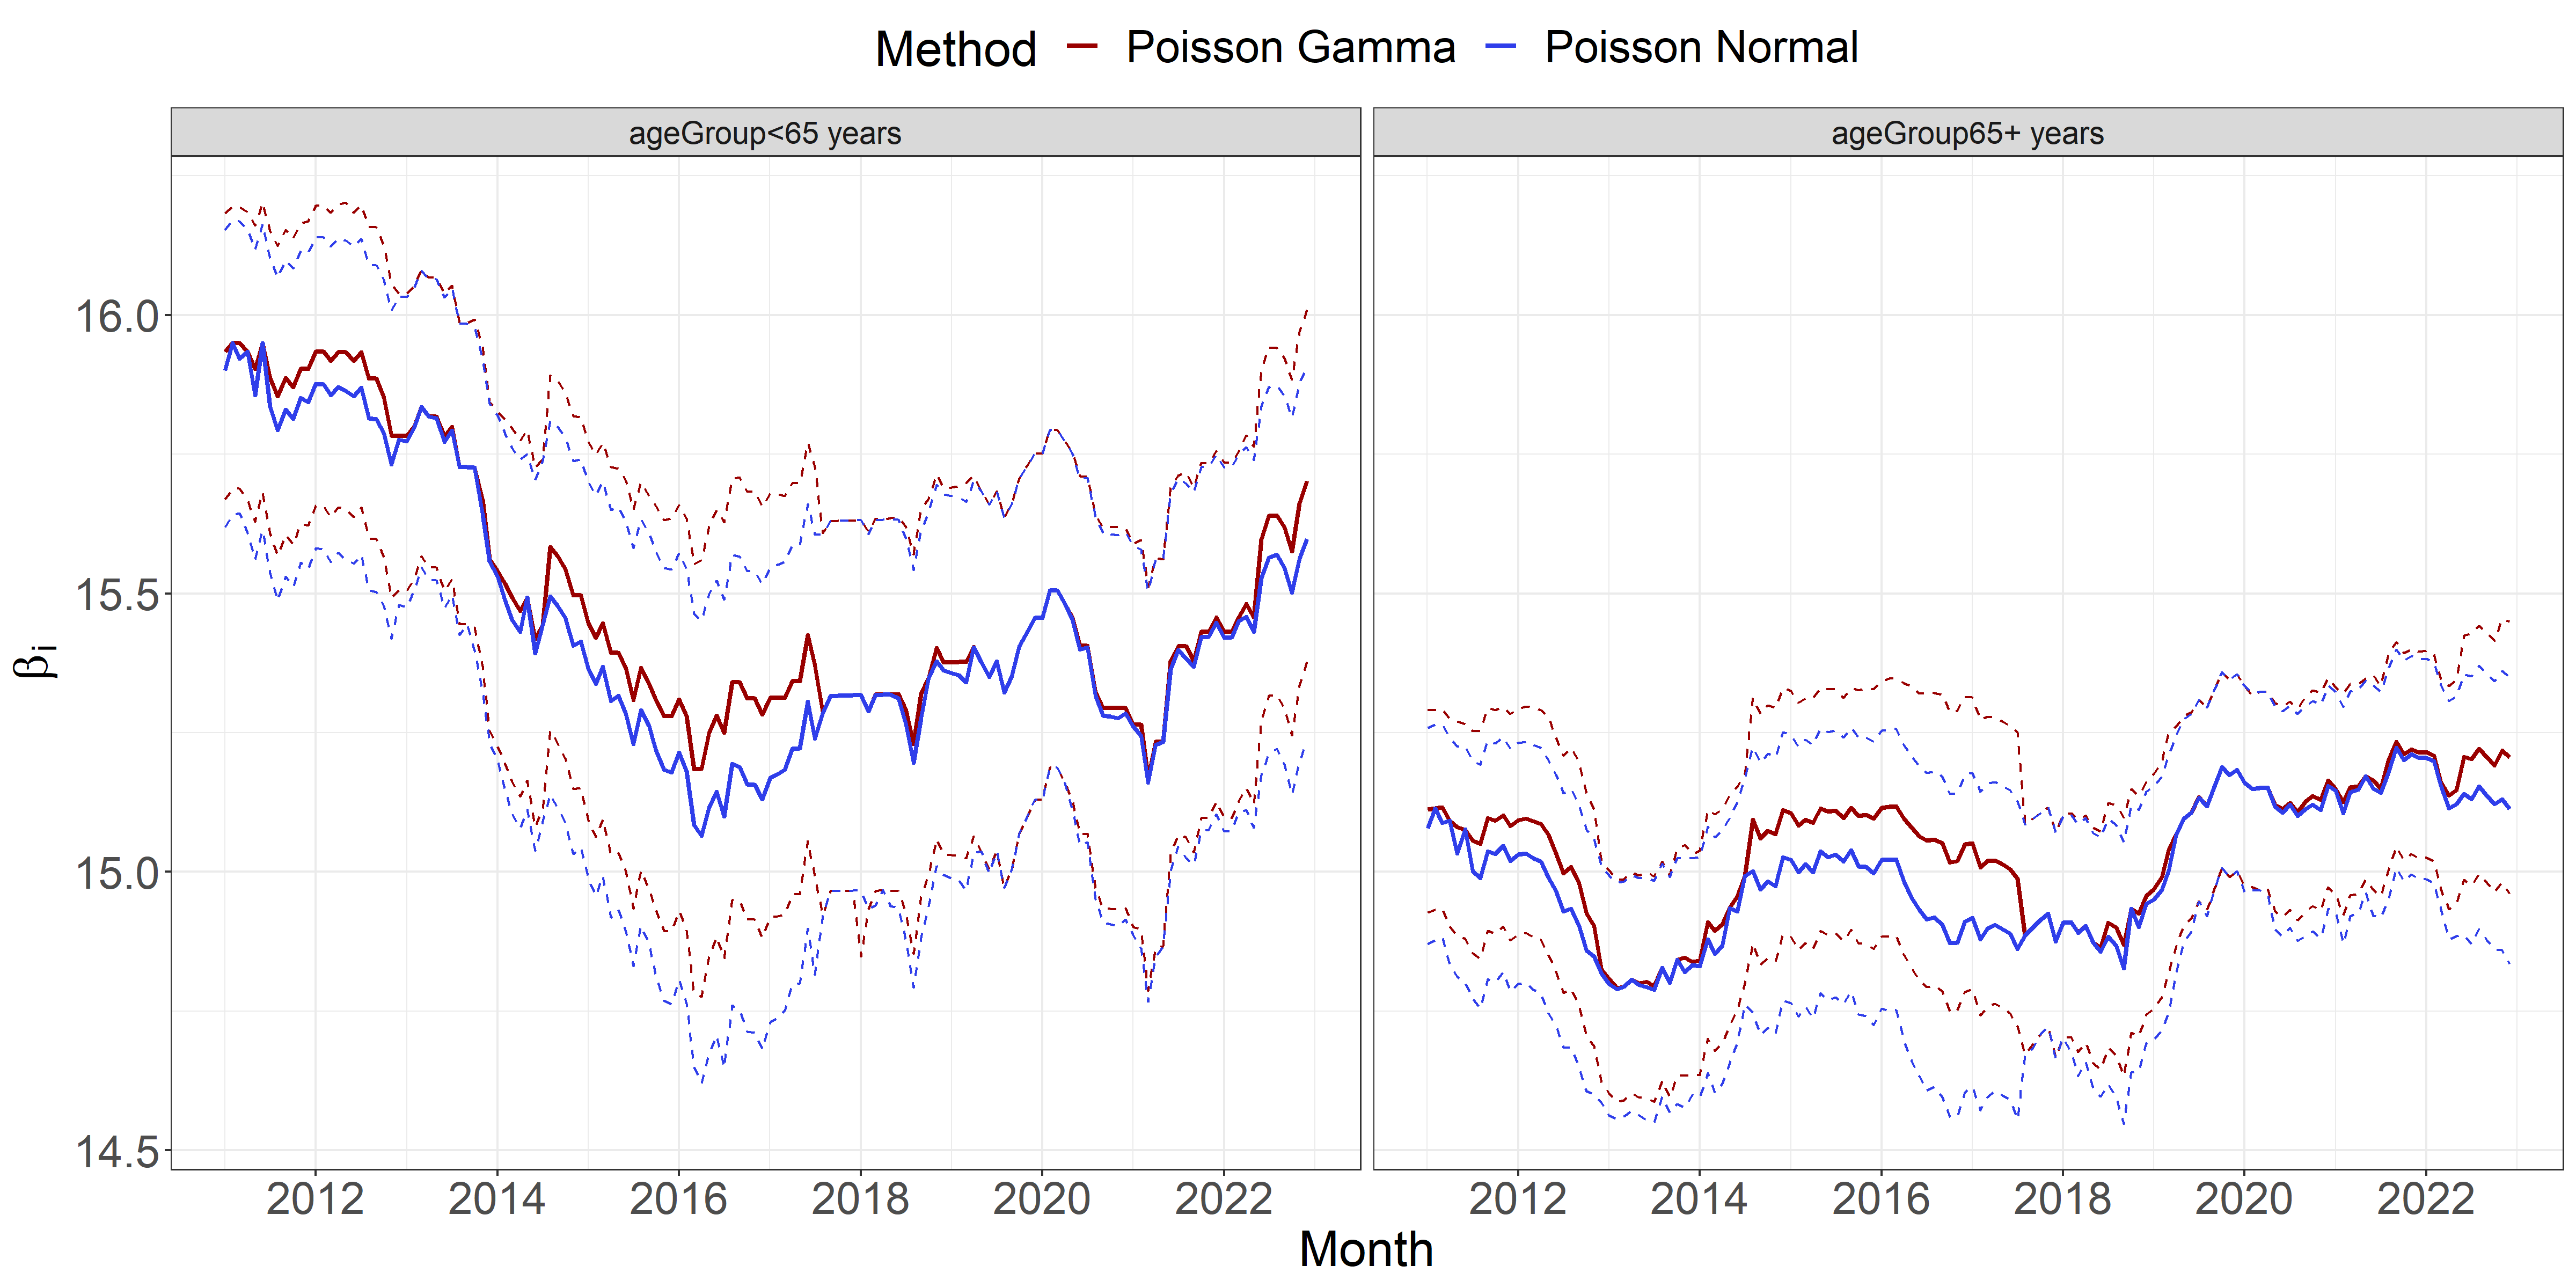 Method Poisson Gamma Poisson Normal
ageGroup<65 years ageGroup65+ years
16.0
15.5
βi
15.0
14.5
2012 2014 2016 2018 2020 2022 2012 2014 2016 2018 2020 2022
Month